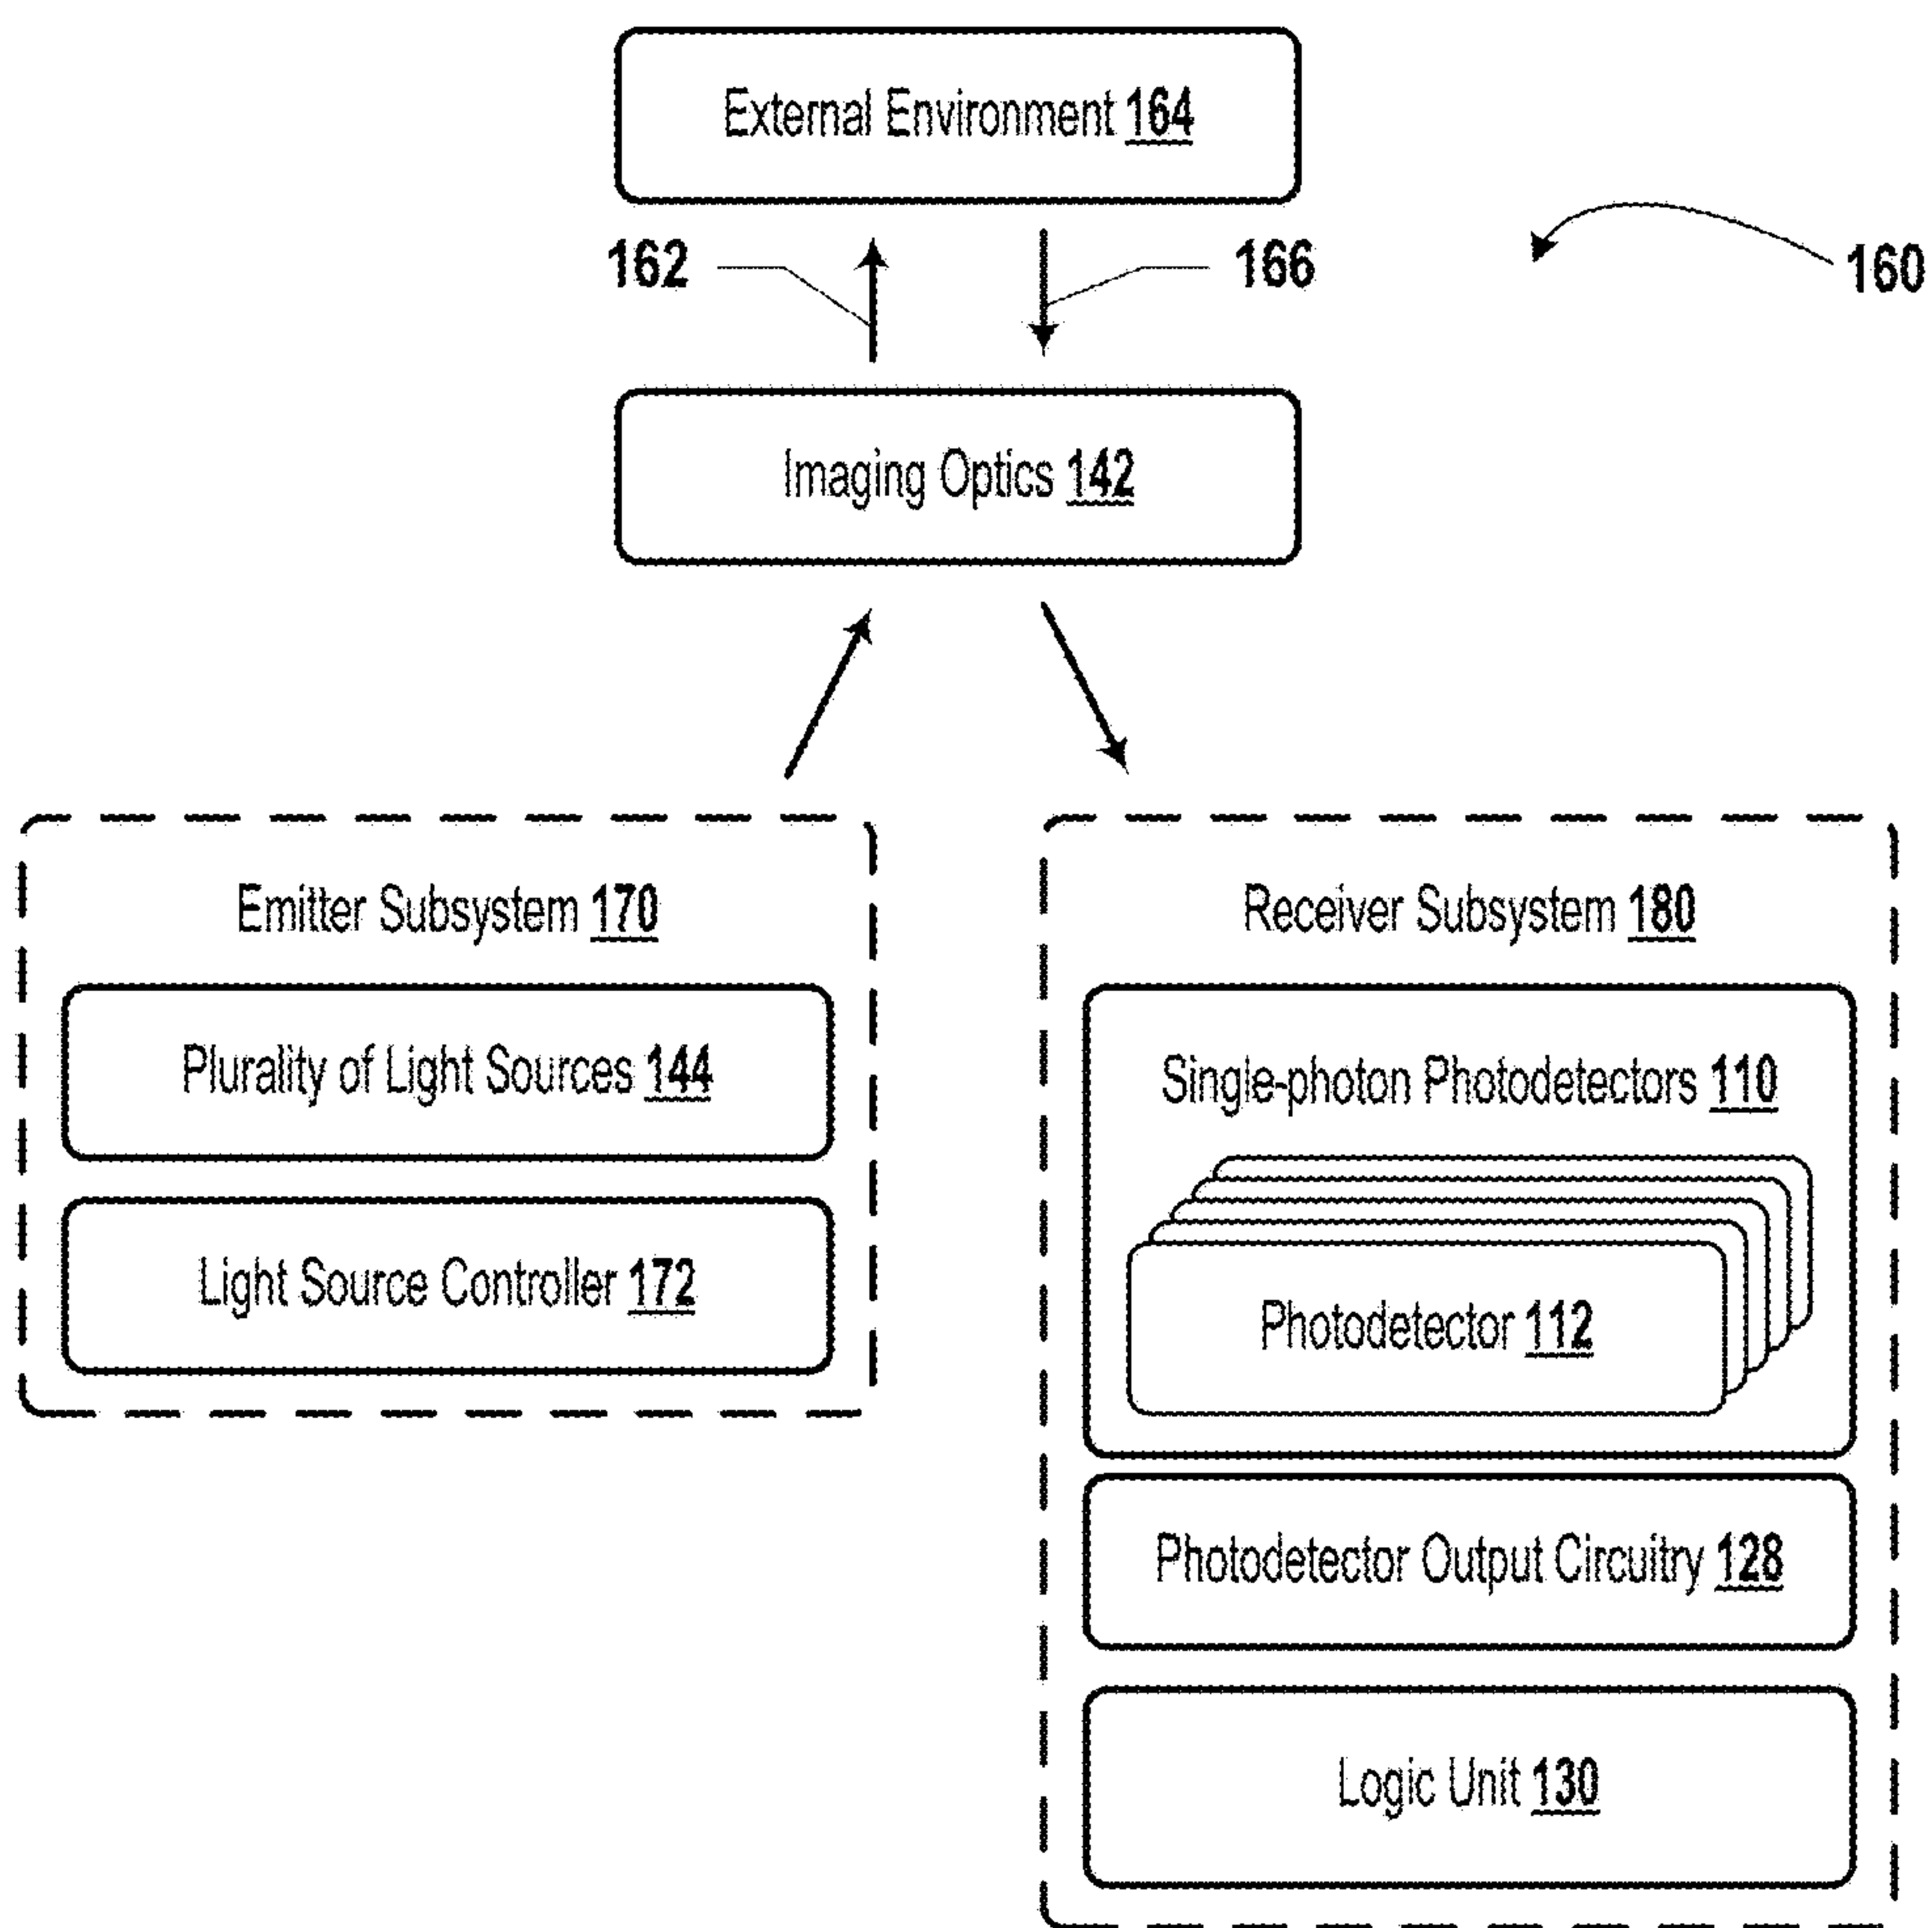 External Environment 164
162
166
160
Imaging Optics 142
Emitter Subsystem 170
Plurality of Light Sources 144
Light Source Controller 172
Receiver Subsystem 180
Single-photon Photodetectors 110
Photodetector 112
Photodetector Output Circuitry 128
Logic Unit 130